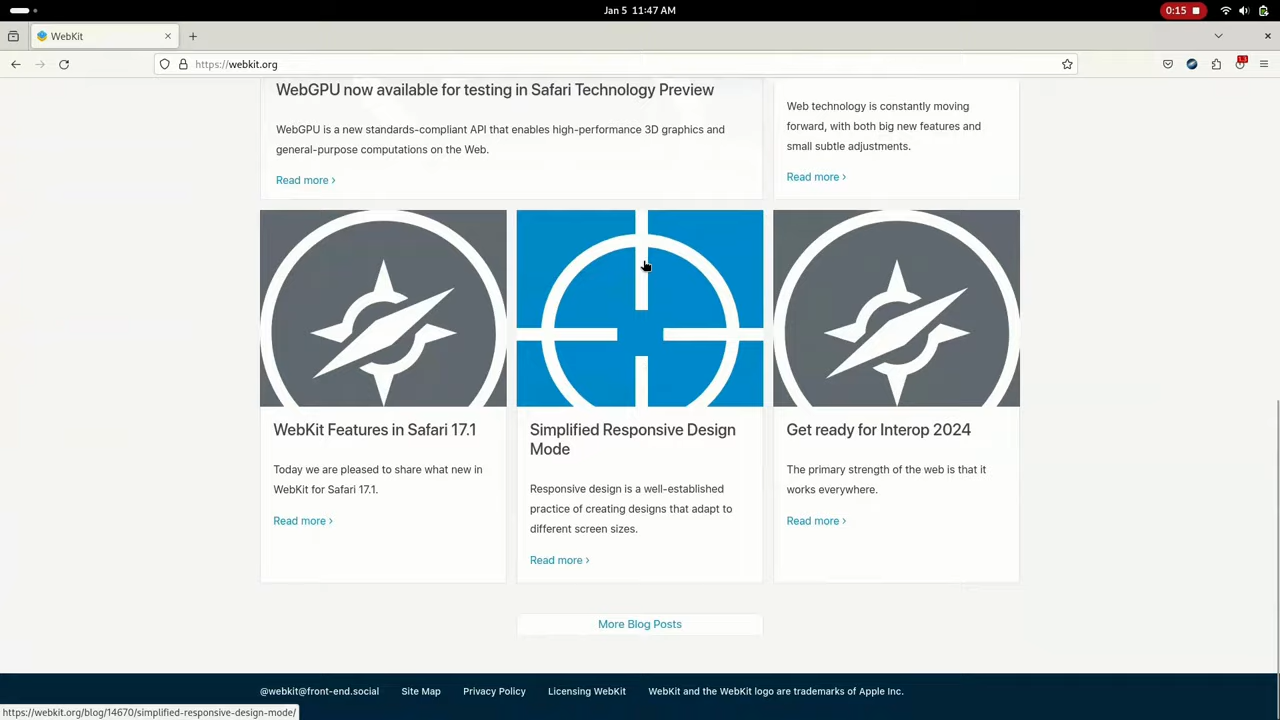 Jan 5 11:47 AM
0:15
WebKit
https://webkit.org
WebGPU now available for testing in Safari Technology Preview
WebGPU is a new standards-compliant API that enables high-performance 3D graphics and
general-purpose computations on the Web.
Read more ›
Web technology is constantly moving
forward, with both big new features and
small subtle adjustments.
Read more ›
WebKit Features in Safari 17.1
Today we are pleased to share what new in
WebKit for Safari 17.1.
Read more ›
Simplified Responsive Design
Mode
Responsive design is a well-established
practice of creating designs that adapt to
different screen sizes.
Read more ›
Get ready for Interop 2024
The primary strength of the web is that it
works everywhere.
Read more ›
More Blog Posts
@webkit@front-end.social
Site Map
Privacy Policy
Licensing WebKit
WebKit and the WebKit logo are trademarks of Apple Inc.
https://webkit.org/blog/14670/simplified-responsive-design-mode/